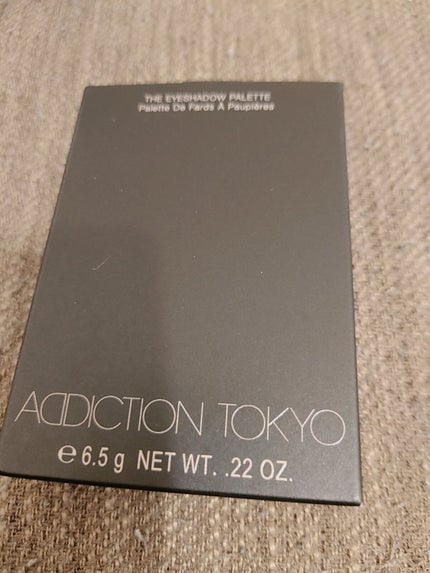 THE EYESHADOW PALETTE
Palette De Fards À Paupières
ADDICTION TOKYO
℮ 6.5 g NET WT. .22 OZ.